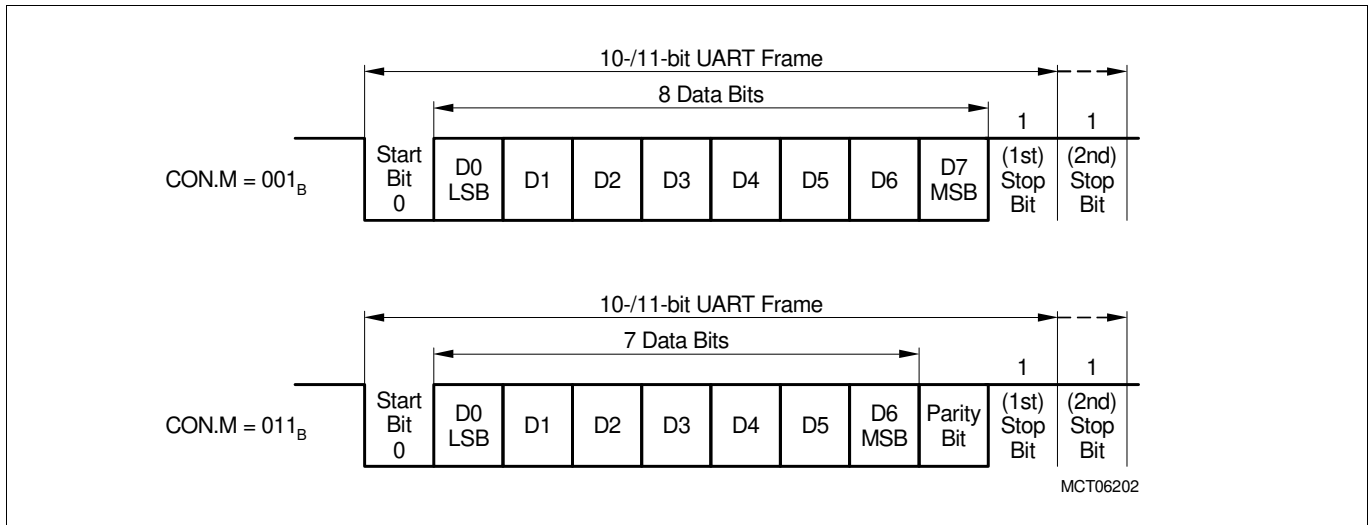 10-/11-bit UART Frame
8 Data Bits
1 1
CON.M = 001B
Start Bit 0
D0 LSB
D1
D2
D3
D4
D5
D6
D7 MSB
(1st) Stop Bit
(2nd) Stop Bit
10-/11-bit UART Frame
7 Data Bits
1 1
CON.M = 011B
Start Bit 0
D0 LSB
D1
D2
D3
D4
D5
D6 MSB
Parity Bit
(1st) Stop Bit
(2nd) Stop Bit
MCT06202